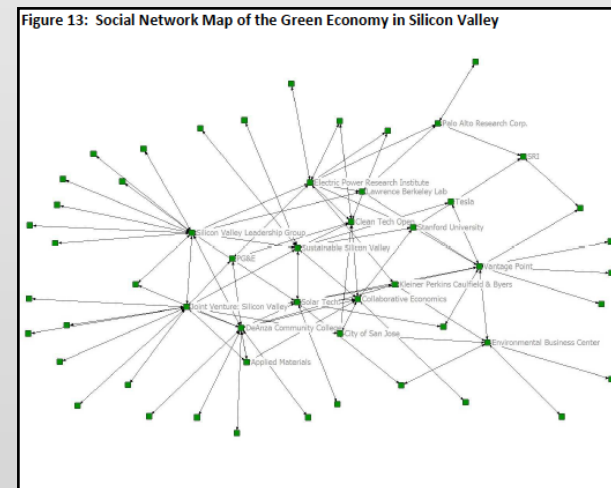 Figure 13: Social Network Map of the Green Economy in Silicon Valley
Palo Alto Research Corp.
SRI
Electric Power Research Institute
Lawrence Berkeley Lab
Tesla
Clean Tech Open
Stanford University
Silicon Valley Leadership Group
Sustainable Silicon Valley
PG&E
Vantage Point
Kleiner Perkins Caulfield & Byers
Joint Venture: Silicon Valley
Solar Tech
Collaborative Economics
DeAnza Community College
City of San Jose
Environmental Business Center
Applied Materials